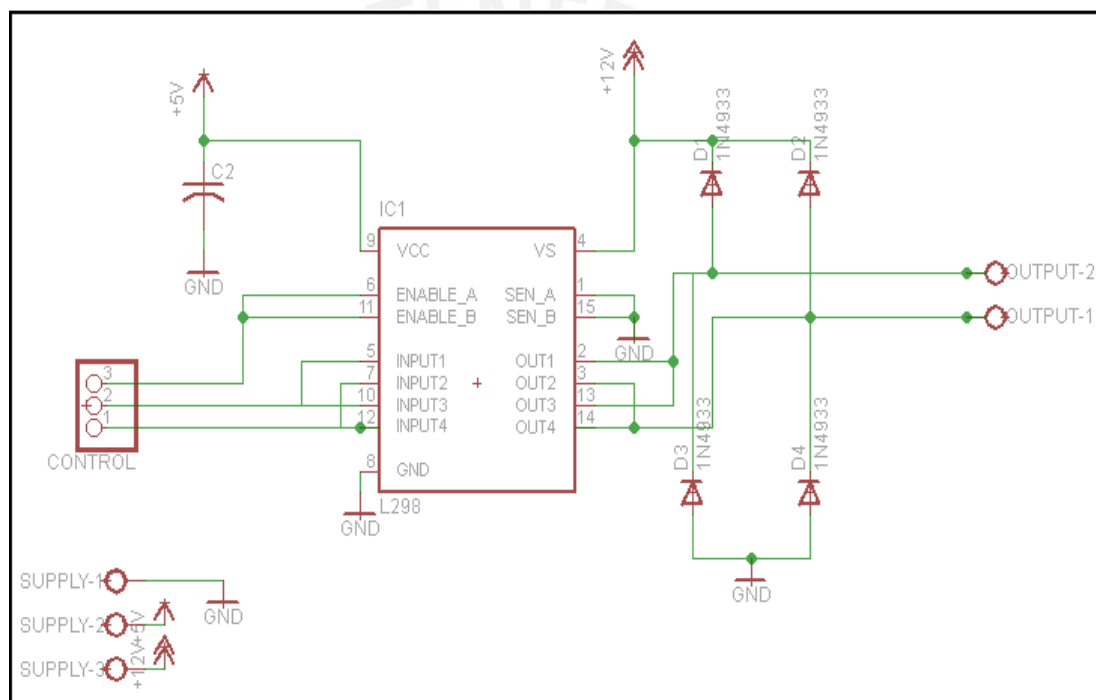 +5V
+12V
D1
1N4933
D2
1N4933
C2
GND
IC1
9 VCC VS 4
6 ENABLE_A SEN_A 1
11 ENABLE_B SEN_B 15
GND
5 INPUT1 OUT1 2
7 INPUT2 OUT2 3
10 INPUT3 OUT3 13
12 INPUT4 OUT4 14
8 GND
L298
GND
OUTPUT-2
OUTPUT-1
3
2
1
CONTROL
D3
1N4933
D4
1N4933
GND
SUPPLY-1
GND
SUPPLY-2
+5V
SUPPLY-3
+12V